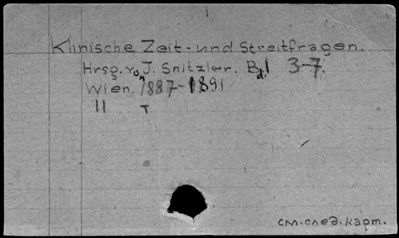 Klinische Zeit- und Streitfragen.
Hrsg. v. J. Snitzler. Bd. 3-7.
Wien, 1887-1891
II T
см. след. карт.